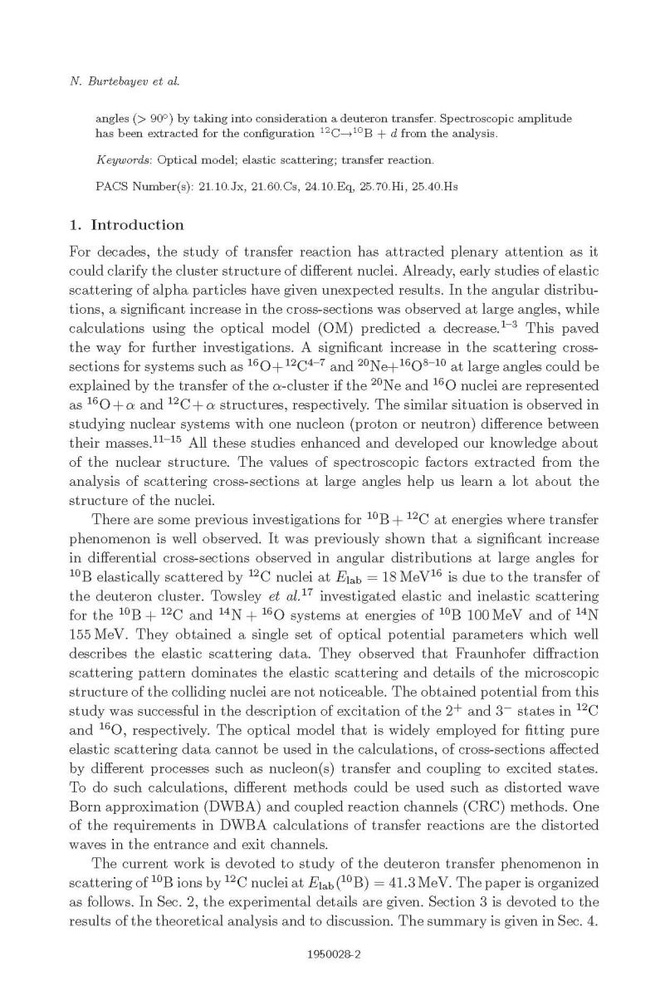 N. Burtebayev et al.
angles (> 90°) by taking into consideration a deuteron transfer. Spectroscopic amplitude
has been extracted for the configuration ¹²C→¹⁰B + d from the analysis.
Keywords: Optical model; elastic scattering; transfer reaction.
PACS Number(s): 21.10.Jx, 21.60.Cs, 24.10.Eq, 25.70.Hi, 25.40.Hs
1. Introduction
For decades, the study of transfer reaction has attracted plenary attention as it
could clarify the cluster structure of different nuclei. Already, early studies of elastic
scattering of alpha particles have given unexpected results. In the angular distribu-
tions, a significant increase in the cross-sections was observed at large angles, while
calculations using the optical model (OM) predicted a decrease.¹⁻³ This paved
the way for further investigations. A significant increase in the scattering cross-
sections for systems such as ¹⁶O+¹²C⁴⁻⁷ and ²⁰Ne+¹⁶O⁸⁻¹⁰ at large angles could be
explained by the transfer of the α-cluster if the ²⁰Ne and ¹⁶O nuclei are represented
as ¹⁶O+α and ¹²C+α structures, respectively. The similar situation is observed in
studying nuclear systems with one nucleon (proton or neutron) difference between
their masses.¹¹⁻¹⁵ All these studies enhanced and developed our knowledge about
of the nuclear structure. The values of spectroscopic factors extracted from the
analysis of scattering cross-sections at large angles help us learn a lot about the
structure of the nuclei.
There are some previous investigations for ¹⁰B + ¹²C at energies where transfer
phenomenon is well observed. It was previously shown that a significant increase
in differential cross-sections observed in angular distributions at large angles for
¹⁰B elastically scattered by ¹²C nuclei at E_lab = 18 MeV¹⁶ is due to the transfer of
the deuteron cluster. Towsley et al.¹⁷ investigated elastic and inelastic scattering
for the ¹⁰B + ¹²C and ¹⁴N + ¹⁶O systems at energies of ¹⁰B 100 MeV and of ¹⁴N
155 MeV. They obtained a single set of optical potential parameters which well
describes the elastic scattering data. They observed that Fraunhofer diffraction
scattering pattern dominates the elastic scattering and details of the microscopic
structure of the colliding nuclei are not noticeable. The obtained potential from this
study was successful in the description of excitation of the 2⁺ and 3⁻ states in ¹²C
and ¹⁶O, respectively. The optical model that is widely employed for fitting pure
elastic scattering data cannot be used in the calculations, of cross-sections affected
by different processes such as nucleon(s) transfer and coupling to excited states.
To do such calculations, different methods could be used such as distorted wave
Born approximation (DWBA) and coupled reaction channels (CRC) methods. One
of the requirements in DWBA calculations of transfer reactions are the distorted
waves in the entrance and exit channels.
The current work is devoted to study of the deuteron transfer phenomenon in
scattering of ¹⁰B ions by ¹²C nuclei at E_lab(¹⁰B) = 41.3 MeV. The paper is organized
as follows. In Sec. 2, the experimental details are given. Section 3 is devoted to the
results of the theoretical analysis and to discussion. The summary is given in Sec. 4.
1950028-2